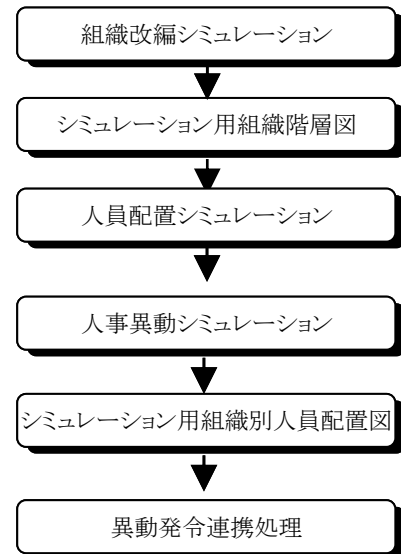 組織改編シミュレーション
シミュレーション用組織階層図
人員配置シミュレーション
人事異動シミュレーション
シミュレーション用組織別人員配置図
異動発令連携処理